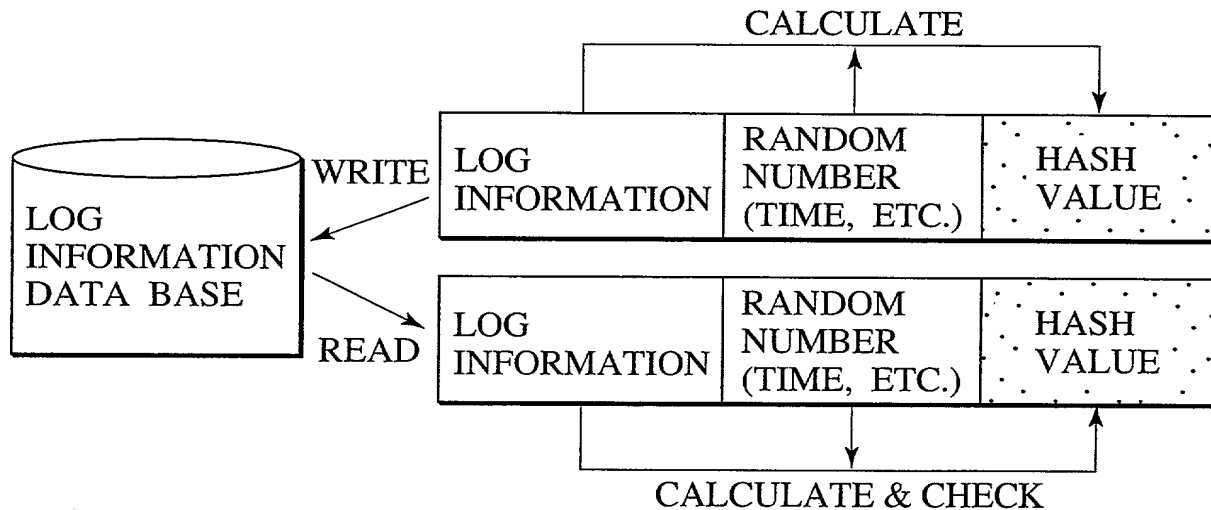 CALCULATE
LOG
INFORMATION
RANDOM
NUMBER
(TIME, ETC.)
HASH
VALUE
WRITE
LOG
INFORMATION
DATA BASE
READ
LOG
INFORMATION
RANDOM
NUMBER
(TIME, ETC.)
HASH
VALUE
CALCULATE & CHECK